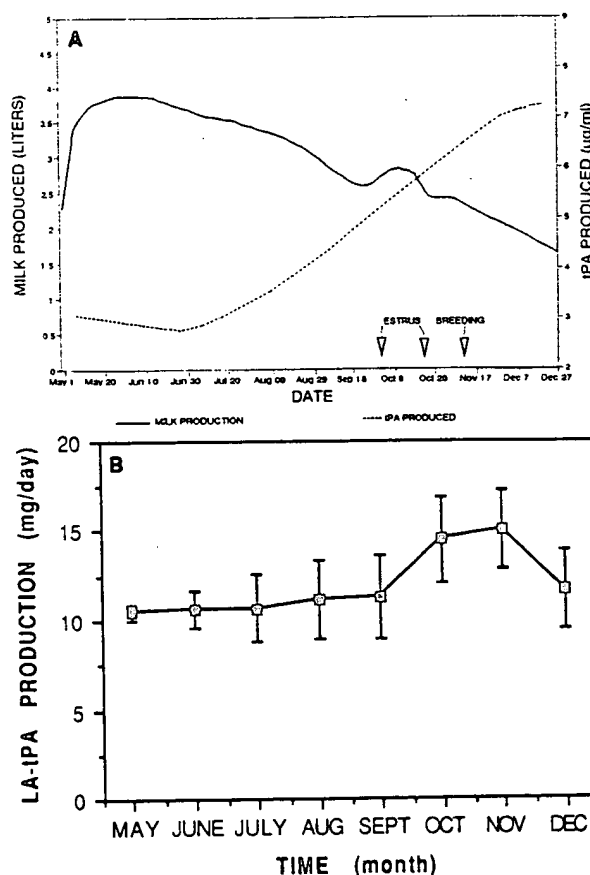 A
MILK PRODUCED (LITERS)
5
4.5
4
3.5
3
2.5
2
1.5
1
0.5
0
9
8
7
6
5
4
3
2
tPA PRODUCED (µg/ml)
ESTRUS BREEDING
May 1 May 20 Jun 10 Jun 30 Jul 20 Aug 09 Aug 29 Sep 18 Oct 8 Oct 28 Nov 17 Dec 7 Dec 27
DATE
MILK PRODUCTION tPA PRODUCED
B
LA-tPA PRODUCTION (mg/day)
20
15
10
5
0
MAY JUNE JULY AUG SEPT OCT NOV DEC
TIME (month)